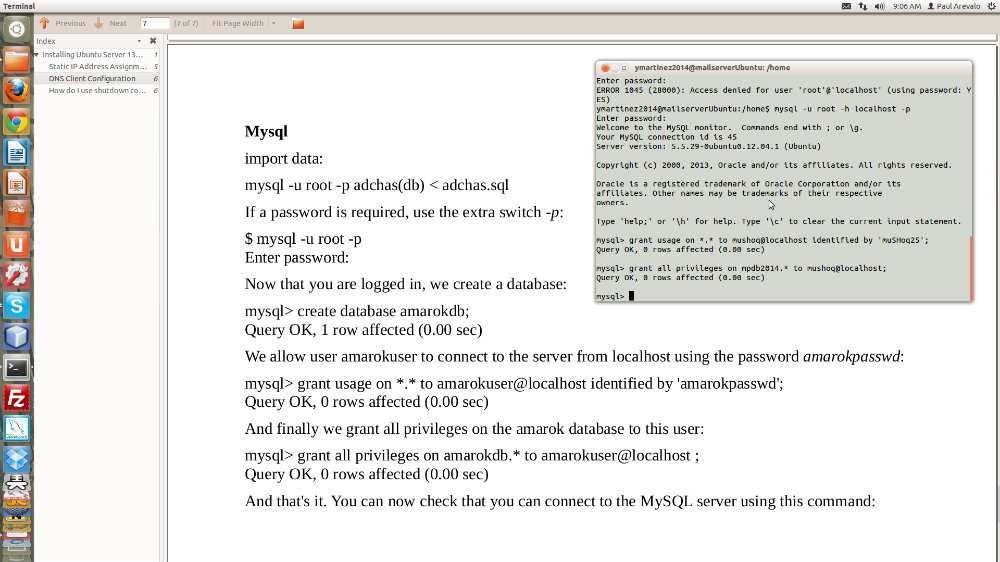 Terminal
9:06 AM
Paul Arevalo
Previous
Next
7
(7 of 7)
Fit Page Width
Index
Installing Ubuntu Server 13... 1
Static IP Address Assignm... 5
DNS Client Configuration 6
How do I use shutdown co... 6
Mysql
import data:
mysql -u root -p adchas(db) < adchas.sql
If a password is required, use the extra switch -p:
$ mysql -u root -p
Enter password:
Now that you are logged in, we create a database:
mysql> create database amarokdb;
Query OK, 1 row affected (0.00 sec)
We allow user amarokuser to connect to the server from localhost using the password amarokpasswd:
mysql> grant usage on *.* to amarokuser@localhost identified by 'amarokpasswd';
Query OK, 0 rows affected (0.00 sec)
And finally we grant all privileges on the amarok database to this user:
mysql> grant all privileges on amarokdb.* to amarokuser@localhost ;
Query OK, 0 rows affected (0.00 sec)
And that's it. You can now check that you can connect to the MySQL server using this command:
ymartinez2014@mailserverUbuntu: /home
Enter password:
ERROR 1045 (28000): Access denied for user 'root'@'localhost' (using password: Y
ES)
ymartinez2014@mailserverUbuntu:/home$ mysql -u root -h localhost -p
Enter password:
Welcome to the MySQL monitor.  Commands end with ; or \g.
Your MySQL connection id is 45
Server version: 5.5.29-0ubuntu0.12.04.1 (Ubuntu)
Copyright (c) 2000, 2013, Oracle and/or its affiliates. All rights reserved.
Oracle is a registered trademark of Oracle Corporation and/or its
affiliates. Other names may be trademarks of their respective
owners.
Type 'help;' or '\h' for help. Type '\c' to clear the current input statement.
mysql> grant usage on *.* to mushoq@localhost identified by 'muSHoq25';
Query OK, 0 rows affected (0.00 sec)
mysql> grant all privileges on mpdb2014.* to mushoq@localhost;
Query OK, 0 rows affected (0.00 sec)
mysql>